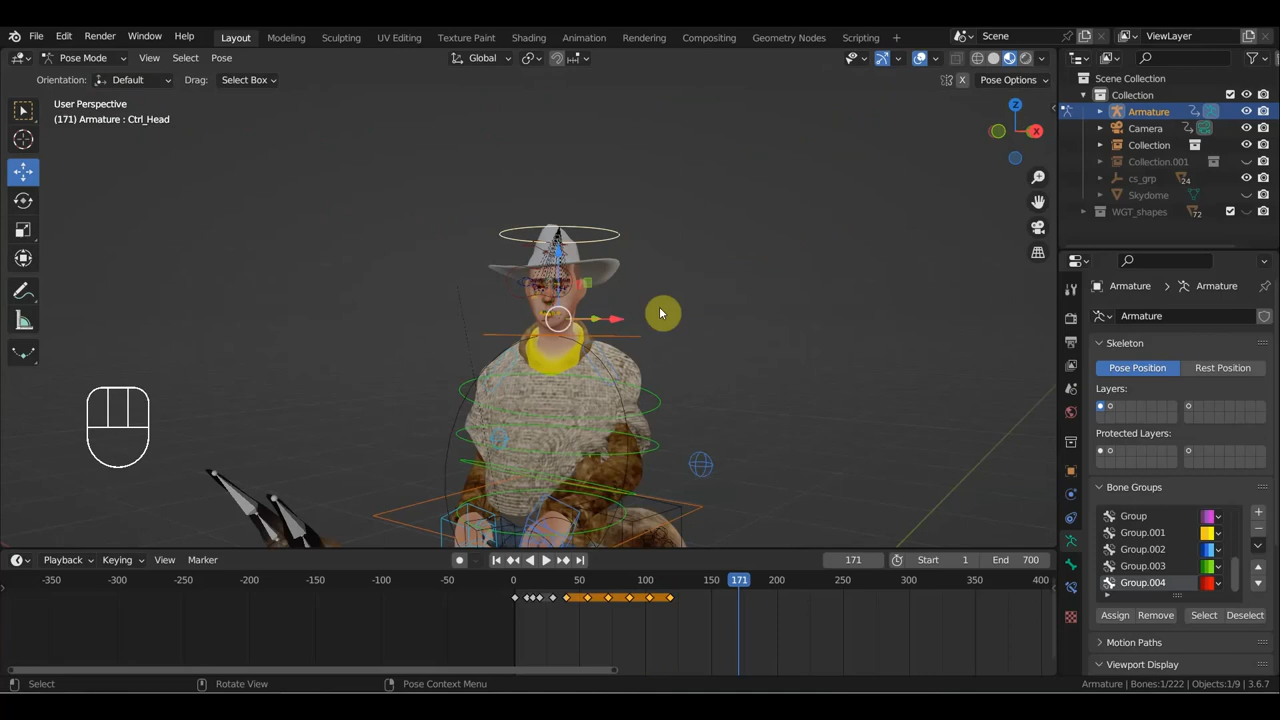 File Edit Render Window Help Layout Modeling Sculpting UV Editing Texture Paint Shading Animation Rendering Compositing Geometry Nodes Scripting Scene ViewLayer
Pose Mode View Select Pose Global
Orientation: Default Drag: Select Box X Pose Options
User Perspective
(171) Armature : Ctrl_Head
Z
X
Scene Collection
Collection
Armature
Camera
Collection
Collection.001
cs_grp 24
Skydome
WGT_shapes 72
Armature Armature
Armature
Skeleton
Pose Position Rest Position
Layers:
Protected Layers:
Bone Groups
Group
Group.001
Group.002
Group.003
Group.004
Assign Remove Select Deselect
Motion Paths
Viewport Display
Playback Keying View Marker 171 Start 1 End 700
-350 -300 -250 -200 -150 -100 -50 0 50 100 150 171 200 250 300 350 400
Select Rotate View Pose Context Menu Armature | Bones:1/222 | Objects:1/9 | 3.6.7